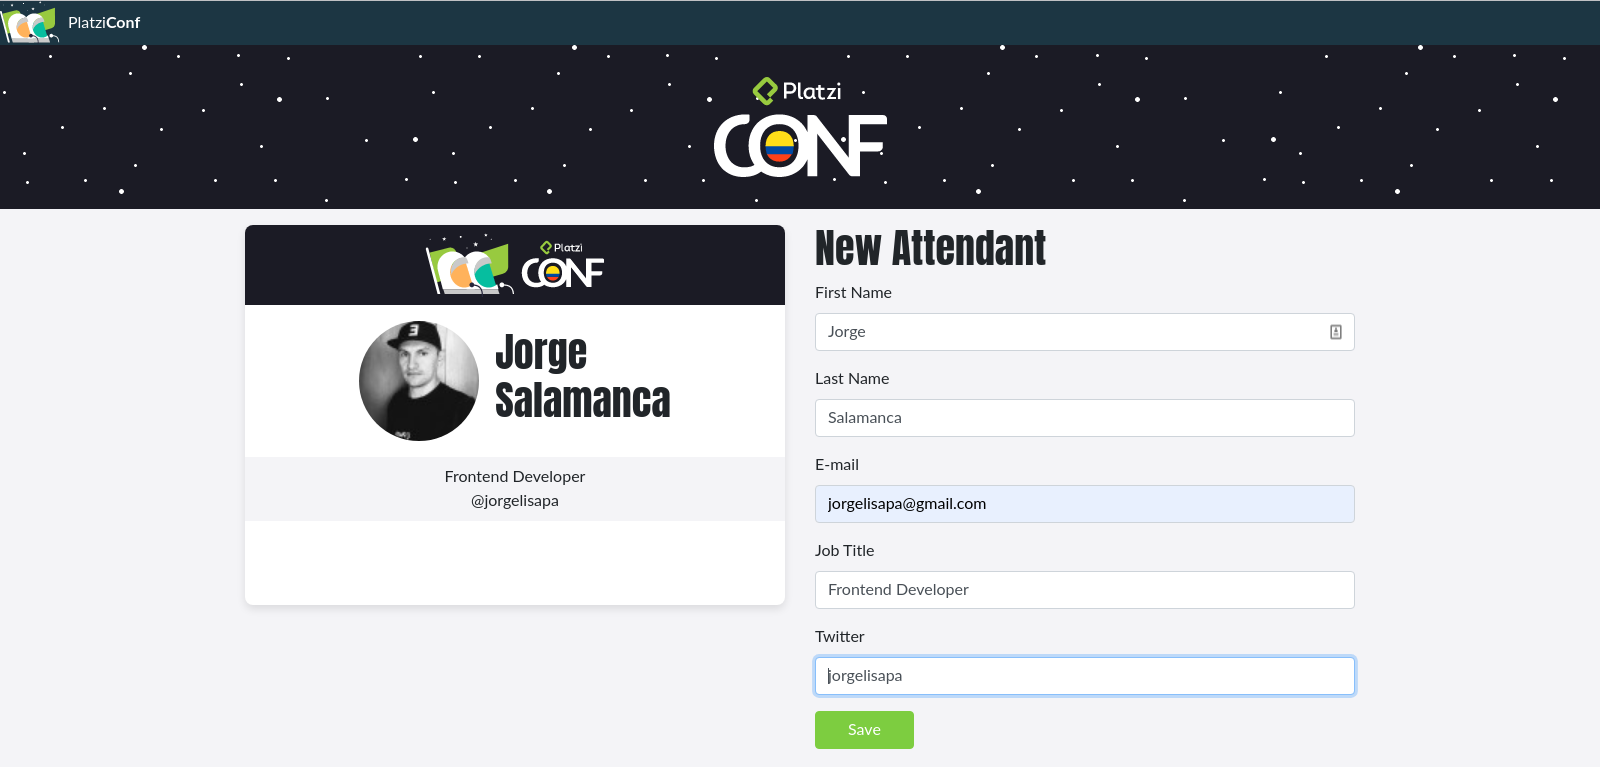 PlatziConf
Platzi
CONF
Platzi
CONF
Jorge
Salamanca
Frontend Developer
@jorgelisapa
New Attendant
First Name
Jorge
Last Name
Salamanca
E-mail
jorgelisapa@gmail.com
Job Title
Frontend Developer
Twitter
jorgelisapa
Save